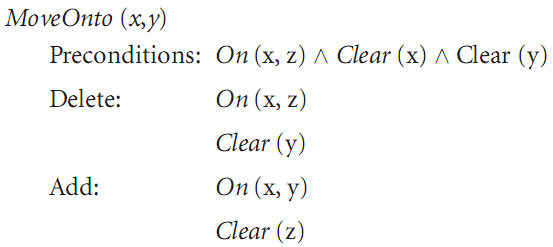 MoveOnto (x,y)
Preconditions: On (x, z) ∧ Clear (x) ∧ Clear (y)
Delete: On (x, z)
Clear (y)
Add: On (x, y)
Clear (z)